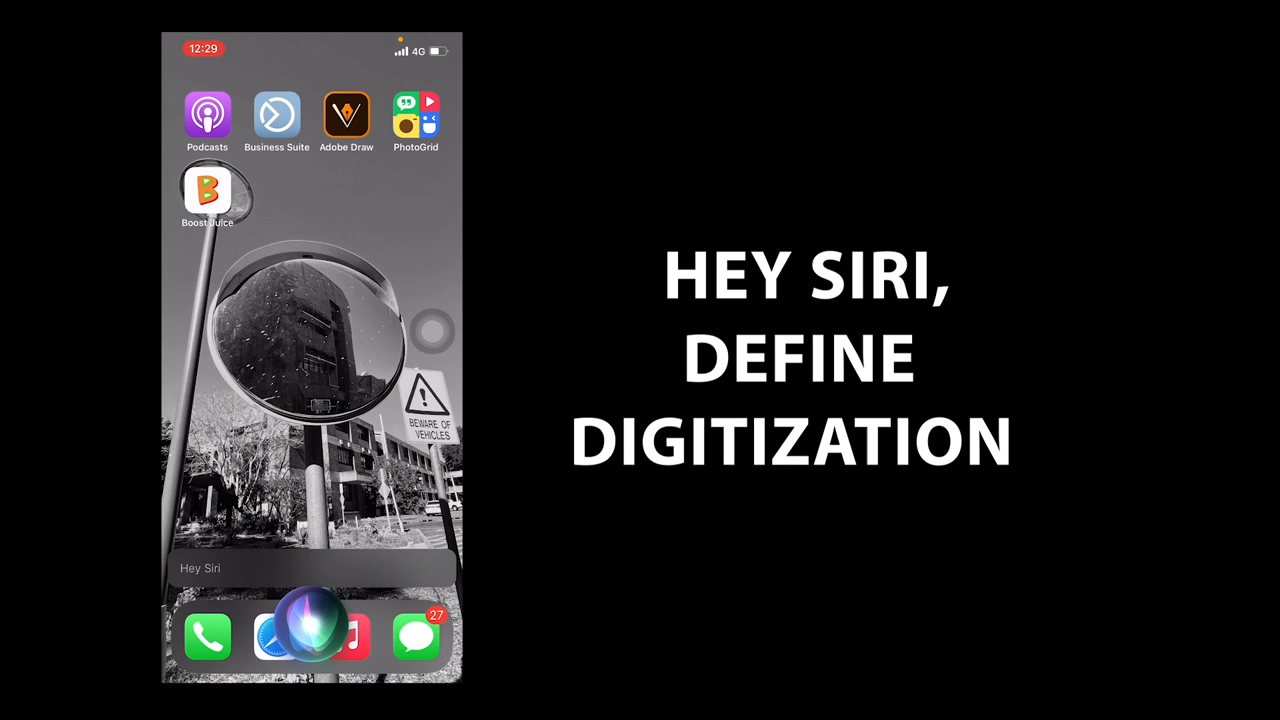 12:29
4G
Podcasts
Business Suite
Adobe Draw
PhotoGrid
B
Boost Juice
BEWARE OF
VEHICLES
HEY SIRI,
DEFINE
DIGITIZATION
Hey Siri
27